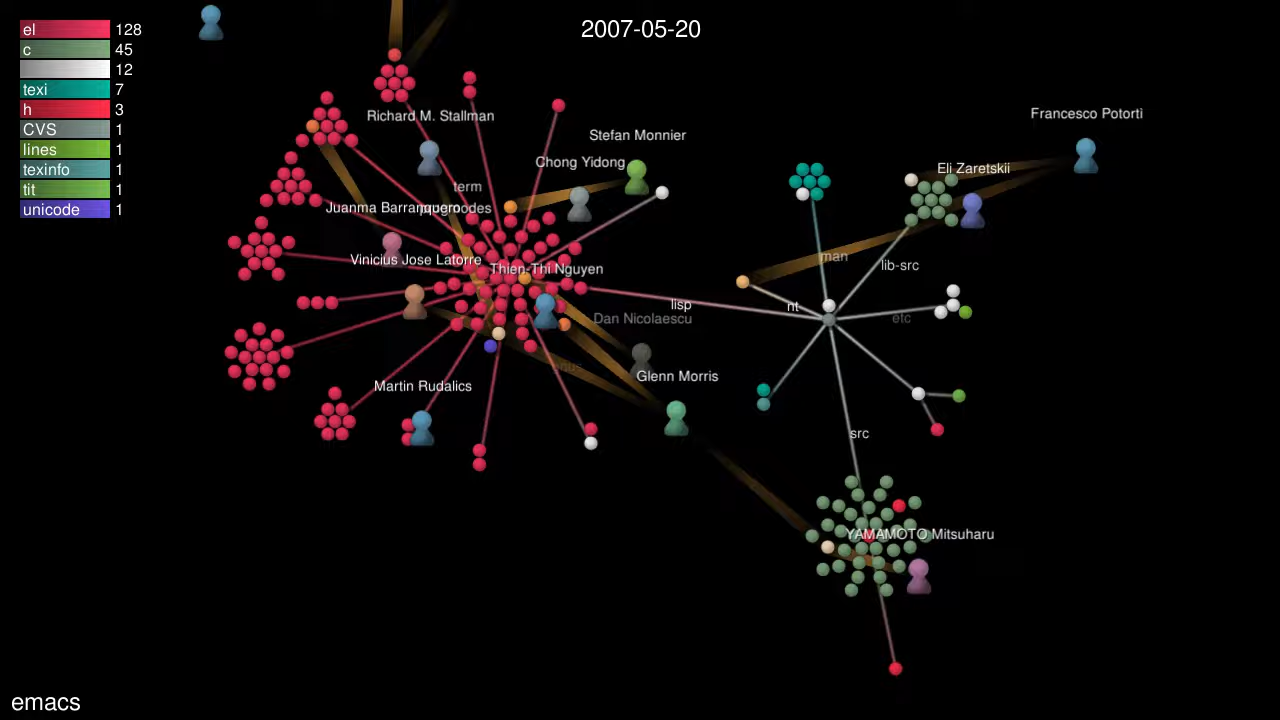 2007-05-20
el 128
c 45
12
texi 7
h 3
CVS 1
lines 1
texinfo 1
tit 1
unicode 1
Richard M. Stallman
Francesco Potorti
Stefan Monnier
Chong Yidong
Eli Zaretskii
term
Juanma Barranquero
man
lib-src
Vinicius Jose Latorre
Thien-Thi Nguyen
lisp
nt
etc
Dan Nicolaescu
Glenn Morris
Martin Rudalics
src
YAMAMOTO Mitsuharu
emacs